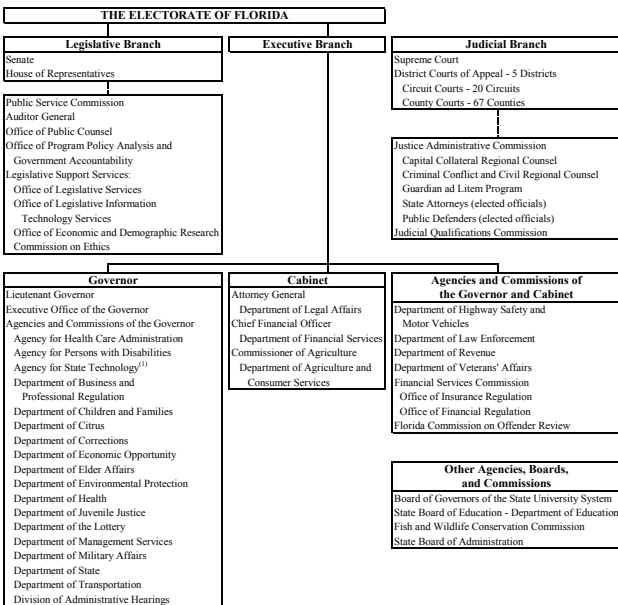 THE ELECTORATE OF FLORIDA
Legislative Branch
Senate
House of Representatives
Public Service Commission
Auditor General
Office of Public Counsel
Office of Program Policy Analysis and
Government Accountability
Legislative Support Services:
Office of Legislative Services
Office of Legislative Information
Technology Services
Office of Economic and Demographic Research
Commission on Ethics
Executive Branch
Judicial Branch
Supreme Court
District Courts of Appeal - 5 Districts
Circuit Courts - 20 Circuits
County Courts - 67 Counties
Justice Administrative Commission
Capital Collateral Regional Counsel
Criminal Conflict and Civil Regional Counsel
Guardian ad Litem Program
State Attorneys (elected officials)
Public Defenders (elected officials)
Judicial Qualifications Commission
Governor
Lieutenant Governor
Executive Office of the Governor
Agencies and Commissions of the Governor
Agency for Health Care Administration
Agency for Persons with Disabilities
Agency for State Technology(1)
Department of Business and
Professional Regulation
Department of Children and Families
Department of Citrus
Department of Corrections
Department of Economic Opportunity
Department of Elder Affairs
Department of Environmental Protection
Department of Health
Department of Juvenile Justice
Department of the Lottery
Department of Management Services
Department of Military Affairs
Department of State
Department of Transportation
Division of Administrative Hearings
Cabinet
Attorney General
Department of Legal Affairs
Chief Financial Officer
Department of Financial Services
Commissioner of Agriculture
Department of Agriculture and
Consumer Services
Agencies and Commissions of
the Governor and Cabinet
Department of Highway Safety and
Motor Vehicles
Department of Law Enforcement
Department of Revenue
Department of Veterans' Affairs
Financial Services Commission
Office of Insurance Regulation
Office of Financial Regulation
Florida Commission on Offender Review
Other Agencies, Boards,
and Commissions
Board of Governors of the State University System
State Board of Education - Department of Education
Fish and Wildlife Conservation Commission
State Board of Administration